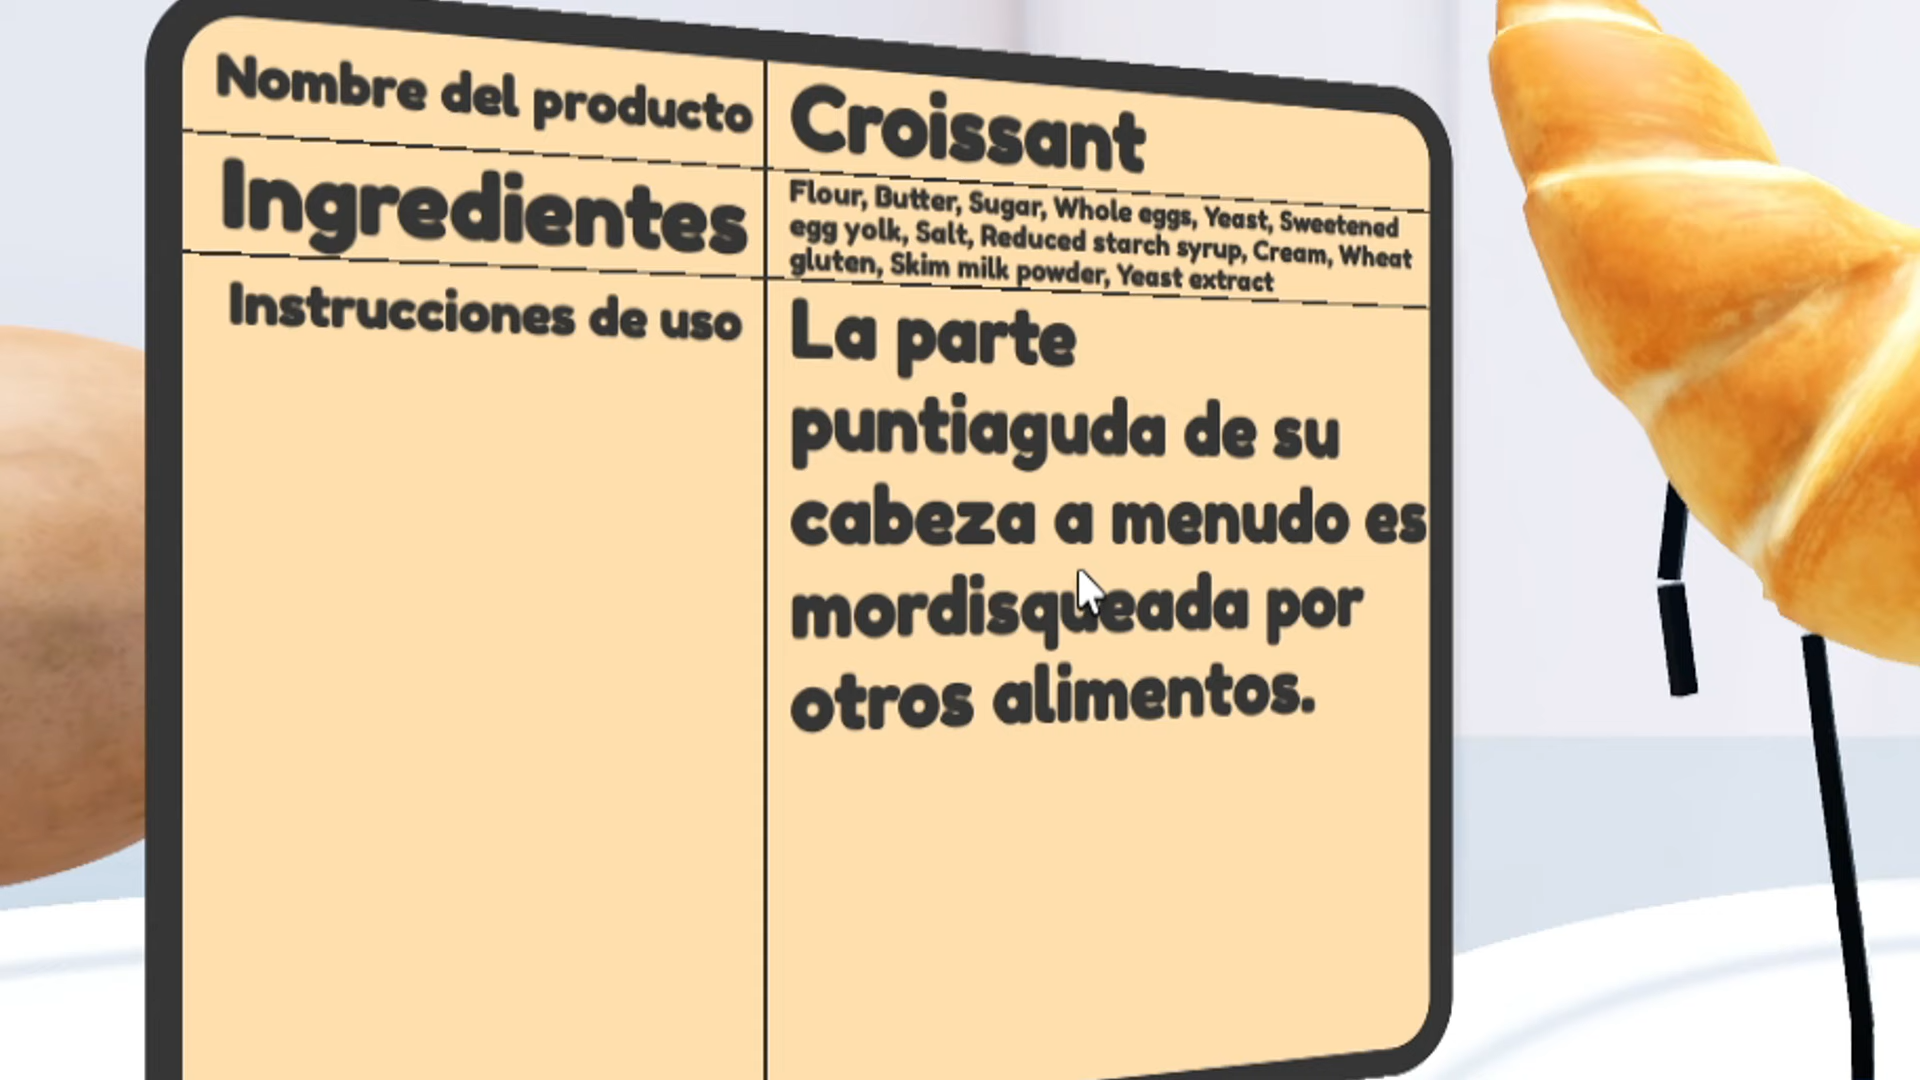 Nombre del producto
Croissant
Ingredientes
Flour, Butter, Sugar, Whole eggs, Yeast, Sweetened
egg yolk, Salt, Reduced starch syrup, Cream, Wheat
gluten, Skim milk powder, Yeast extract
Instrucciones de uso
La parte
puntiaguda de su
cabeza a menudo es
mordisqueada por
otros alimentos.